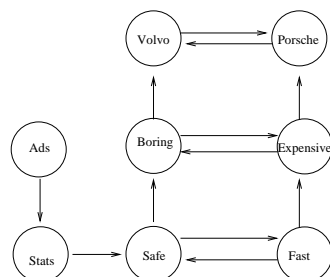 Volvo
Porsche
Ads
Boring
Expensive
Stats
Safe
Fast